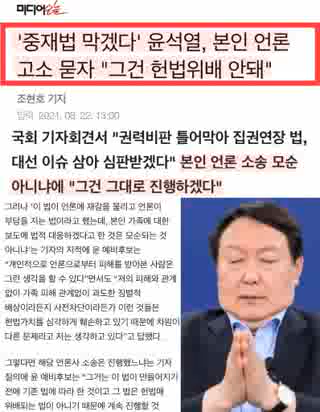 미디어오늘
'중재법 막겠다' 윤석열, 본인 언론
고소 묻자 "그건 헌법위배 안돼"
조현호 기자
입력 2021. 08. 22. 13:00
국회 기자회견서 "권력비판 틀어막아 집권연장 법,
대선 이슈 삼아 심판받겠다" 본인 언론 소송 모순
아니냐에 "그건 그대로 진행하겠다"
그러나 '이 법이 언론에 재갈을 물리고 언론이
부담을 지는 법이라고 했는데, 본인 가족에 대한
보도에 법적 대응하겠다고 한 것은 모순되는 것
아니냐'는 기자의 지적에 윤 예비후보는
"개인적으로 언론으로부터 피해를 받아본 사람은
그런 생각을 할 수 있다"면서도 "저의 피해와 관계
없이 가족 피해 관계없이 과도한 징벌적
배상이라든지 사전차단이라든가 이런 것들은
헌법가치를 심각하게 훼손하고 있기 때문에 차원이
다른 문제라고 저는 생각하고 있다"고 답했다...
그렇다면 해당 언론사 소송은 진행했느냐는 기자
질의에 윤 예비후보는 "그거는 이 법이 만들어지기
전에 기존 법에 따라 한 것이고 그 법은 헌법에
위배되는 법이 아니기 때문에 계속 진행할 것